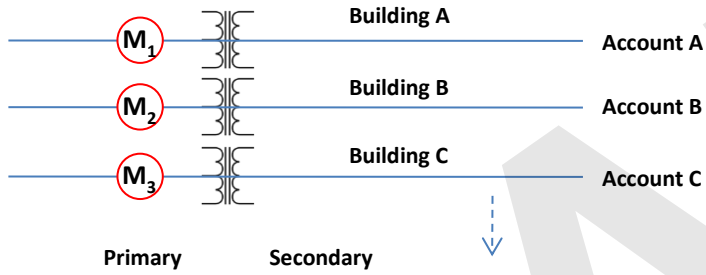 Building A
M1
Account A
Building B
M2
Account B
Building C
M3
Account C
Primary
Secondary